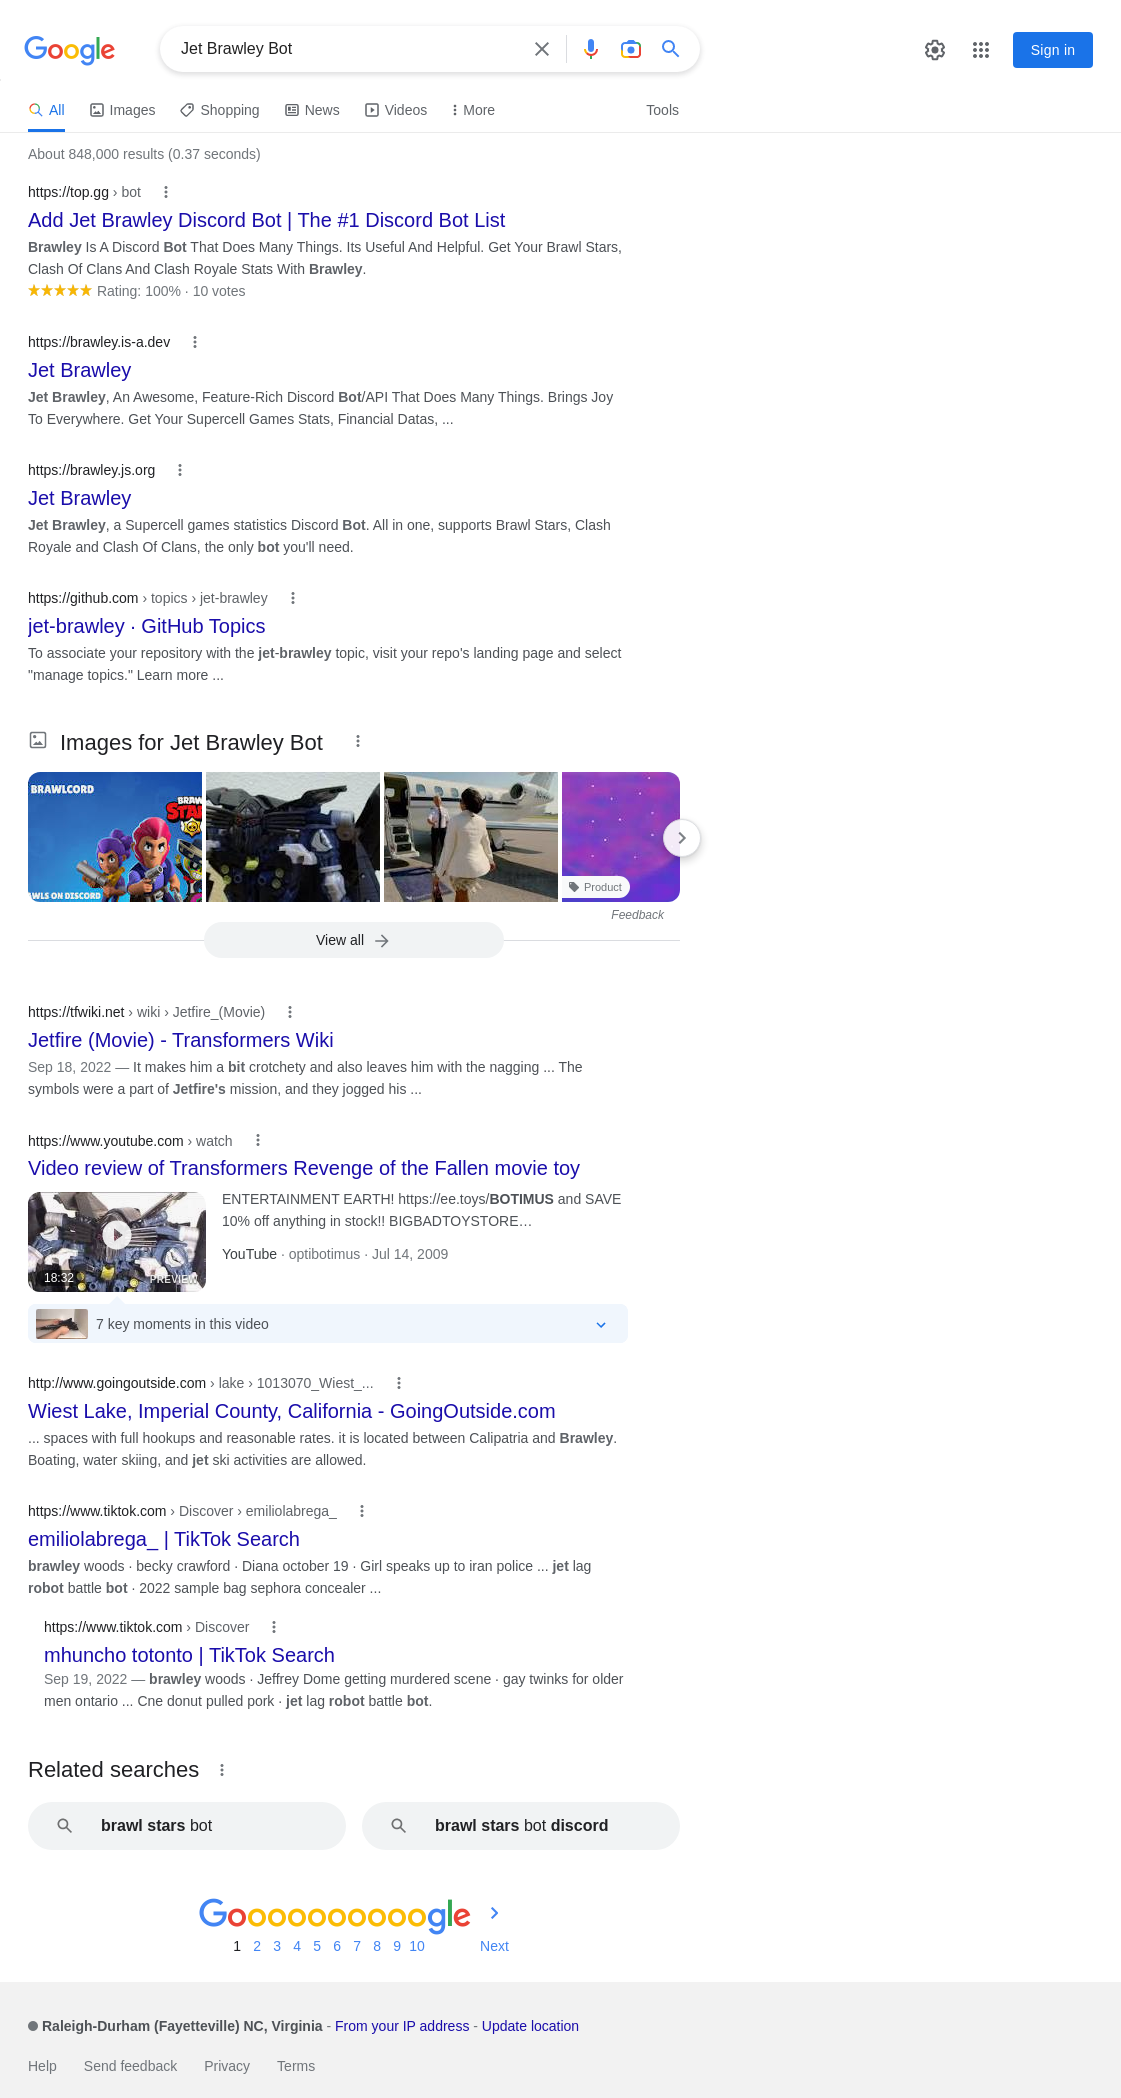 Google
Jet Brawley Bot
Sign in
All
Images
Shopping
News
Videos
More
Tools
About 848,000 results (0.37 seconds)
https://top.gg › bot
Add Jet Brawley Discord Bot | The #1 Discord Bot List
Brawley Is A Discord Bot That Does Many Things. Its Useful And Helpful. Get Your Brawl Stars,
Clash Of Clans And Clash Royale Stats With Brawley.
Rating: 100% · 10 votes
https://brawley.is-a.dev
Jet Brawley
Jet Brawley, An Awesome, Feature-Rich Discord Bot/API That Does Many Things. Brings Joy
To Everywhere. Get Your Supercell Games Stats, Financial Datas, ...
https://brawley.js.org
Jet Brawley
Jet Brawley, a Supercell games statistics Discord Bot. All in one, supports Brawl Stars, Clash
Royale and Clash Of Clans, the only bot you'll need.
https://github.com › topics › jet-brawley
jet-brawley · GitHub Topics
To associate your repository with the jet-brawley topic, visit your repo's landing page and select
"manage topics." Learn more ...
Images for Jet Brawley Bot
BRAWLCORD
BRAW
STA
AWLS ON DISCORD
Product
Feedback
View all
https://tfwiki.net › wiki › Jetfire_(Movie)
Jetfire (Movie) - Transformers Wiki
Sep 18, 2022 — It makes him a bit crotchety and also leaves him with the nagging ... The
symbols were a part of Jetfire's mission, and they jogged his ...
https://www.youtube.com › watch
Video review of Transformers Revenge of the Fallen movie toy
ENTERTAINMENT EARTH! https://ee.toys/BOTIMUS and SAVE
10% off anything in stock!! BIGBADTOYSTORE…
YouTube · optibotimus · Jul 14, 2009
18:32
PREVIEW
7 key moments in this video
http://www.goingoutside.com › lake › 1013070_Wiest_...
Wiest Lake, Imperial County, California - GoingOutside.com
... spaces with full hookups and reasonable rates. it is located between Calipatria and Brawley.
Boating, water skiing, and jet ski activities are allowed.
https://www.tiktok.com › Discover › emiliolabrega_
emiliolabrega_ | TikTok Search
brawley woods · becky crawford · Diana october 19 · Girl speaks up to iran police ... jet lag
robot battle bot · 2022 sample bag sephora concealer ...
https://www.tiktok.com › Discover
mhuncho totonto | TikTok Search
Sep 19, 2022 — brawley woods · Jeffrey Dome getting murdered scene · gay twinks for older
men ontario ... Cne donut pulled pork · jet lag robot battle bot.
Related searches
brawl stars bot
brawl stars bot discord
Goooooooooogle
1 2 3 4 5 6 7 8 9 10 Next
Raleigh-Durham (Fayetteville) NC, Virginia - From your IP address - Update location
Help
Send feedback
Privacy
Terms